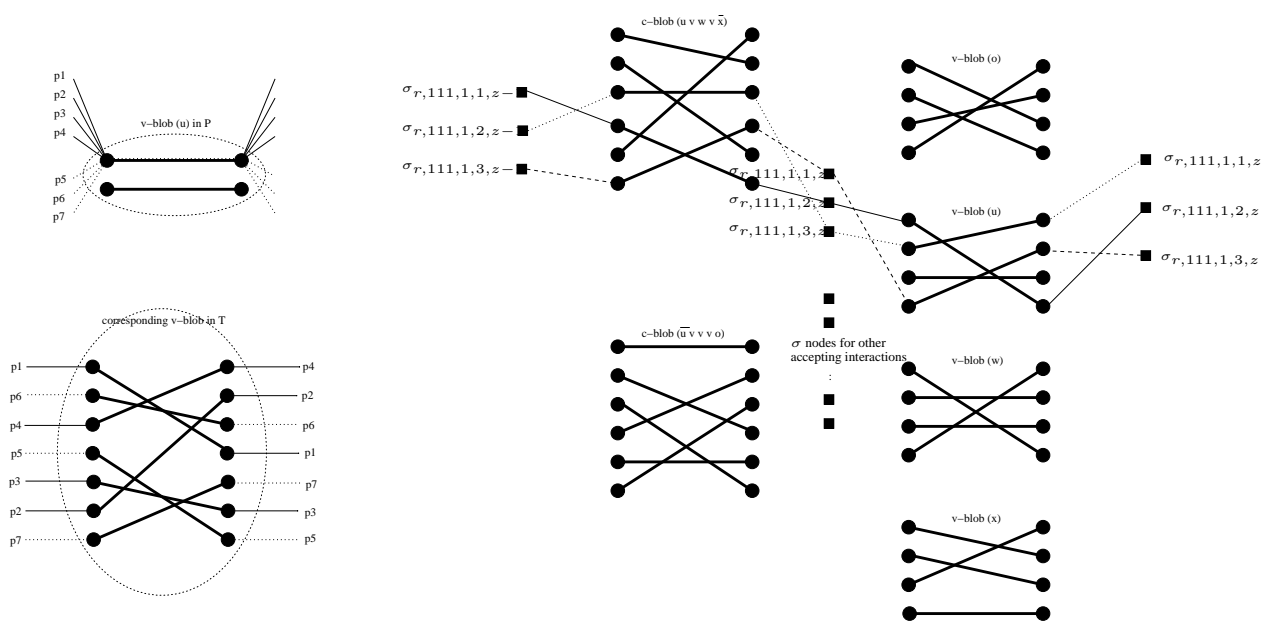 p1
p2
p3
p4
v–blob (u) in P
p5
p6
p7
corresponding v–blob in T
p1
p6
p4
p5
p3
p2
p7
p4
p2
p6
p1
p7
p3
p5
c–blob (u v w v x̄)
σr,111,1,1,z−
σr,111,1,2,z−
σr,111,1,3,z−
σr,111,1,1,z
σr,111,1,2,z
σr,111,1,3,z
c–blob (u̅ v v v o)
σ nodes for other
accepting interactions
:
v–blob (o)
v–blob (u)
σr,111,1,1,z
σr,111,1,2,z
σr,111,1,3,z
v–blob (w)
v–blob (x)